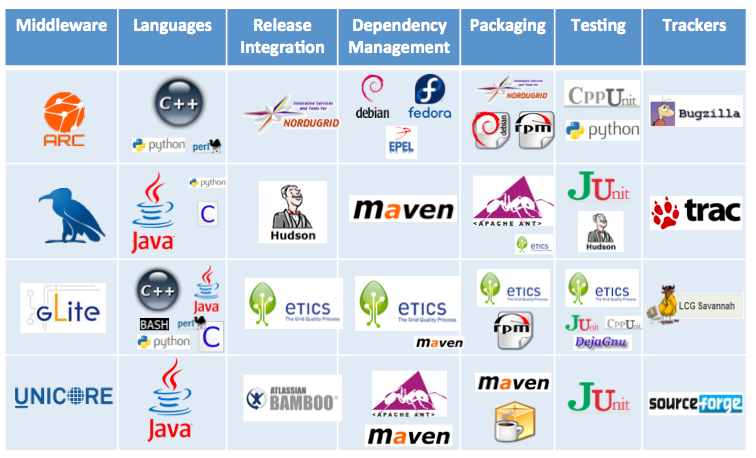 Middleware
Languages
Release
Integration
Dependency
Management
Packaging
Testing
Trackers
ARC
C++
python
perl
Innovative Services
and Tools for
NORDUGRID
debian
fedora
EPEL
Innovative Services
and Tools for
NORDUGRID
debian
rpm
CPPUnit
python
Bugzilla
Java
python
C
Hudson
maven
<APACHE ANT>
eTICS
JUnit
Hudson
trac
gLite
C++
Java
BASH
perl
python
C
eTICS
The Grid Quality Process
eTICS
The Grid Quality Process
maven
eTICS
The Grid Quality Process
rpm
eTICS
The Grid Quality Process
JUnit
CPPUnit
DejaGnu
LCG Savannah
UNICORE
Java
ATLASSIAN
BAMBOO
<APACHE ANT>
maven
maven
JUnit
sourceforge